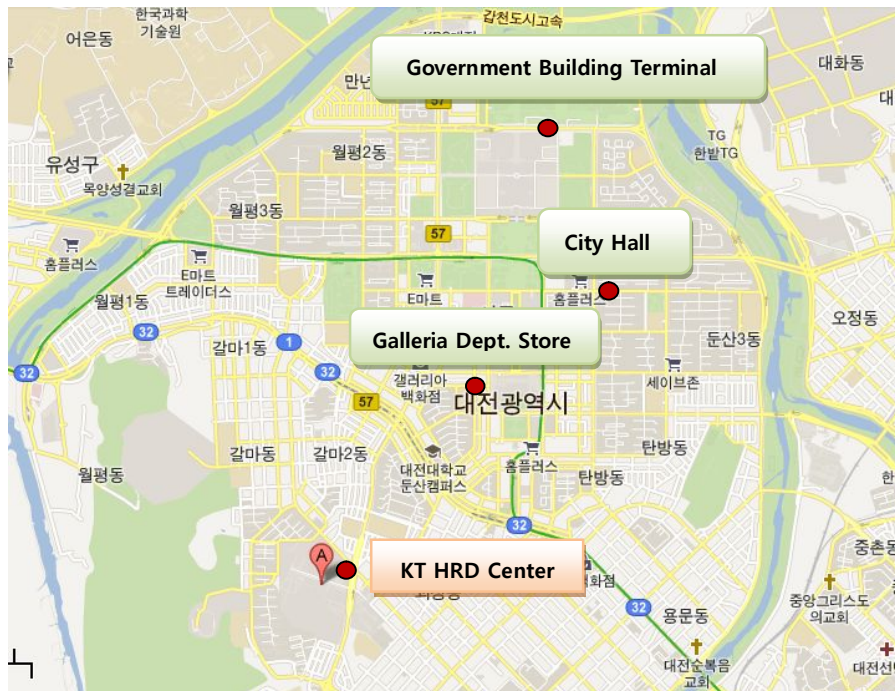 한국과학
기술원
갑천도시고속
어은동
대화동
Government Building Terminal
57
TG
한밭TG
월평2동
유성구
목양성결교회
월평3동
57
City Hall
홈플러스
E마트
트레이더스
E마트
홈플러스
월평1동
오정동
32
갈마1동
1
Galleria Dept. Store
둔산3동
32
32
갤러리아
백화점
세이브존
57
대전광역시
갈마동
갈마2동
월평동
대전대학교
둔산캠퍼스
홈플러스
탄방동
탄방동
32
중촌동
A
KT HRD Center
백화점
32
용문동
중앙그리스도
의교회
대전순복음
교회